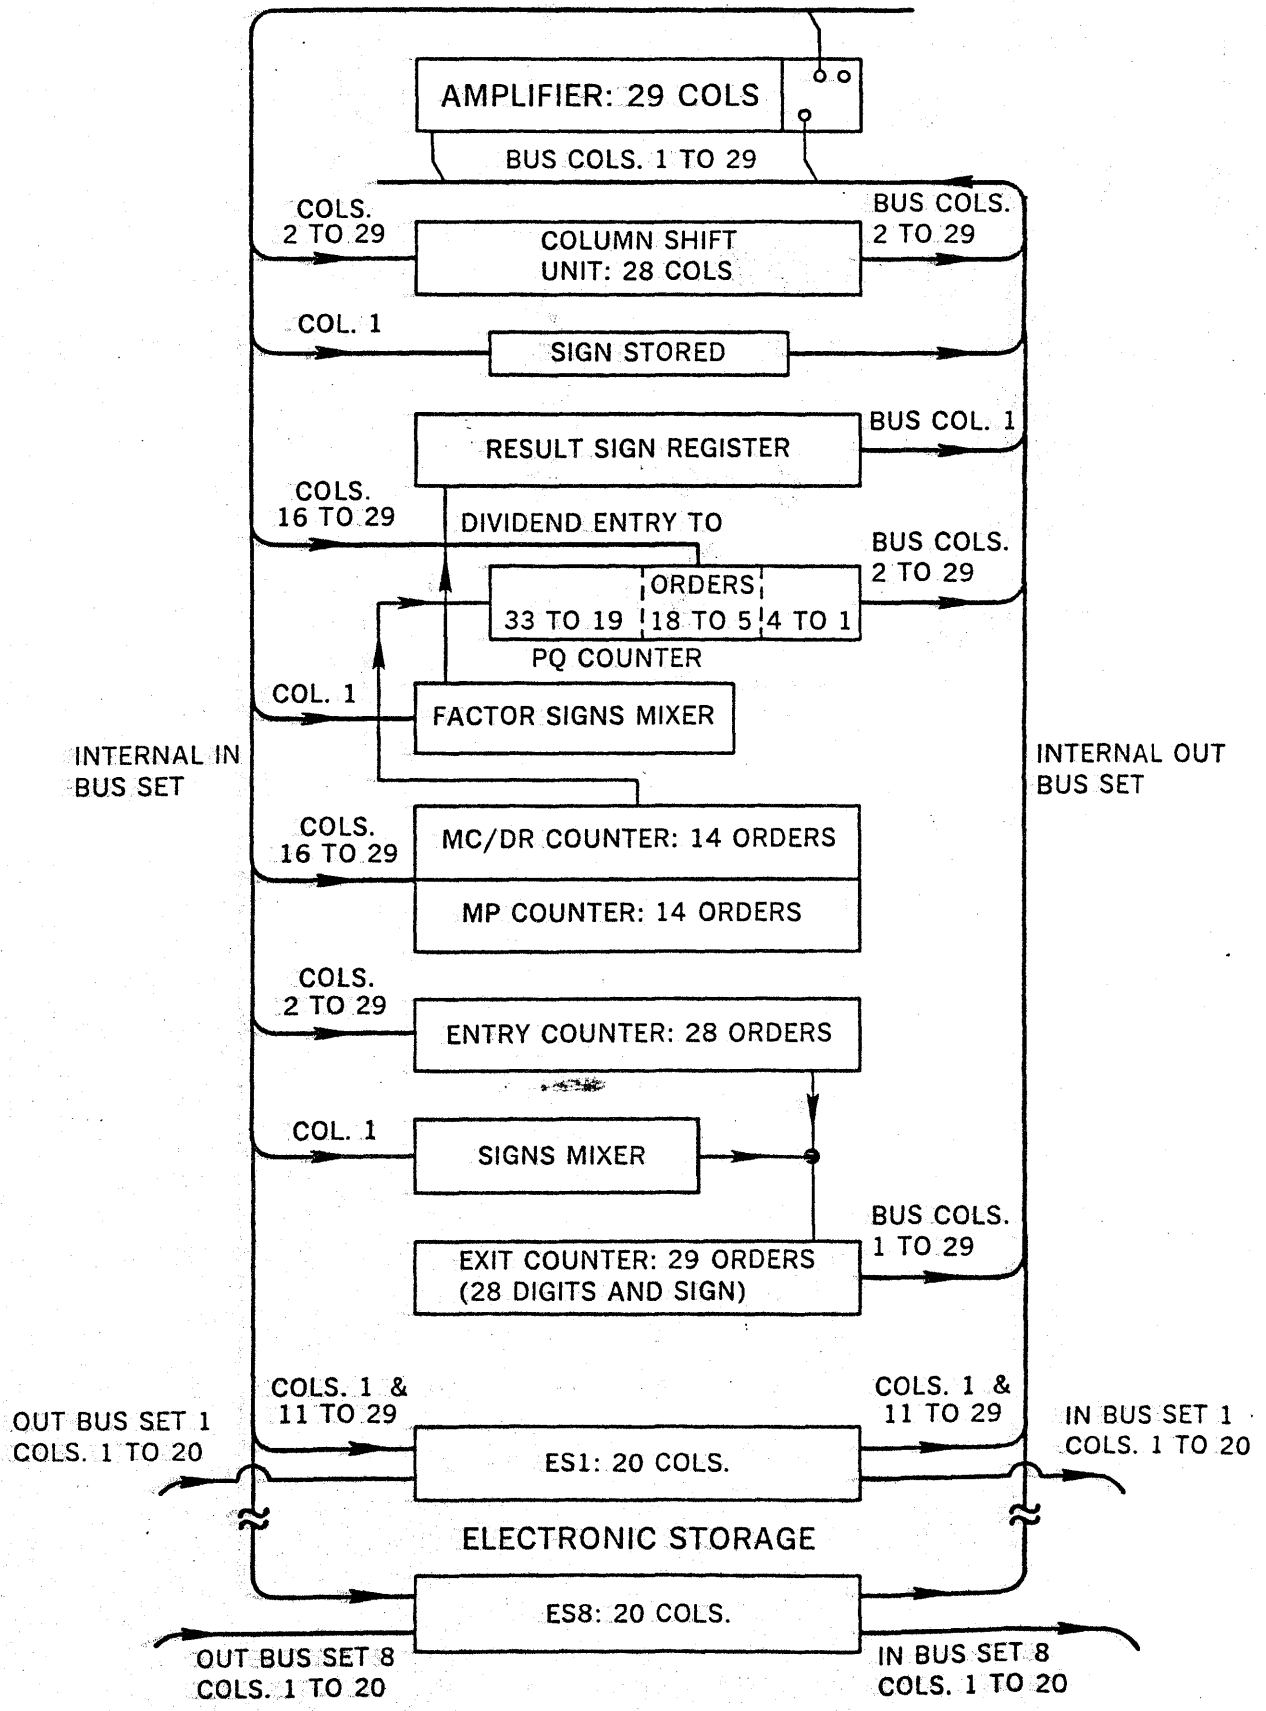 AMPLIFIER: 29 COLS
BUS COLS. 1 TO 29
COLS.
2 TO 29
COLUMN SHIFT
UNIT: 28 COLS
BUS COLS.
2 TO 29
COL. 1
SIGN STORED
RESULT SIGN REGISTER
BUS COL. 1
COLS.
16 TO 29
DIVIDEND ENTRY TO
BUS COLS.
2 TO 29
ORDERS
33 TO 19
18 TO 5
4 TO 1
PQ COUNTER
COL. 1
FACTOR SIGNS MIXER
INTERNAL IN
BUS SET
INTERNAL OUT
BUS SET
COLS.
16 TO 29
MC/DR COUNTER: 14 ORDERS
MP COUNTER: 14 ORDERS
COLS.
2 TO 29
ENTRY COUNTER: 28 ORDERS
COL. 1
SIGNS MIXER
BUS COLS.
1 TO 29
EXIT COUNTER: 29 ORDERS
(28 DIGITS AND SIGN)
COLS. 1 &
11 TO 29
COLS. 1 &
11 TO 29
OUT BUS SET 1
COLS. 1 TO 20
ES1: 20 COLS.
IN BUS SET 1
COLS. 1 TO 20
ELECTRONIC STORAGE
ES8: 20 COLS.
OUT BUS SET 8
COLS. 1 TO 20
IN BUS SET 8
COLS. 1 TO 20